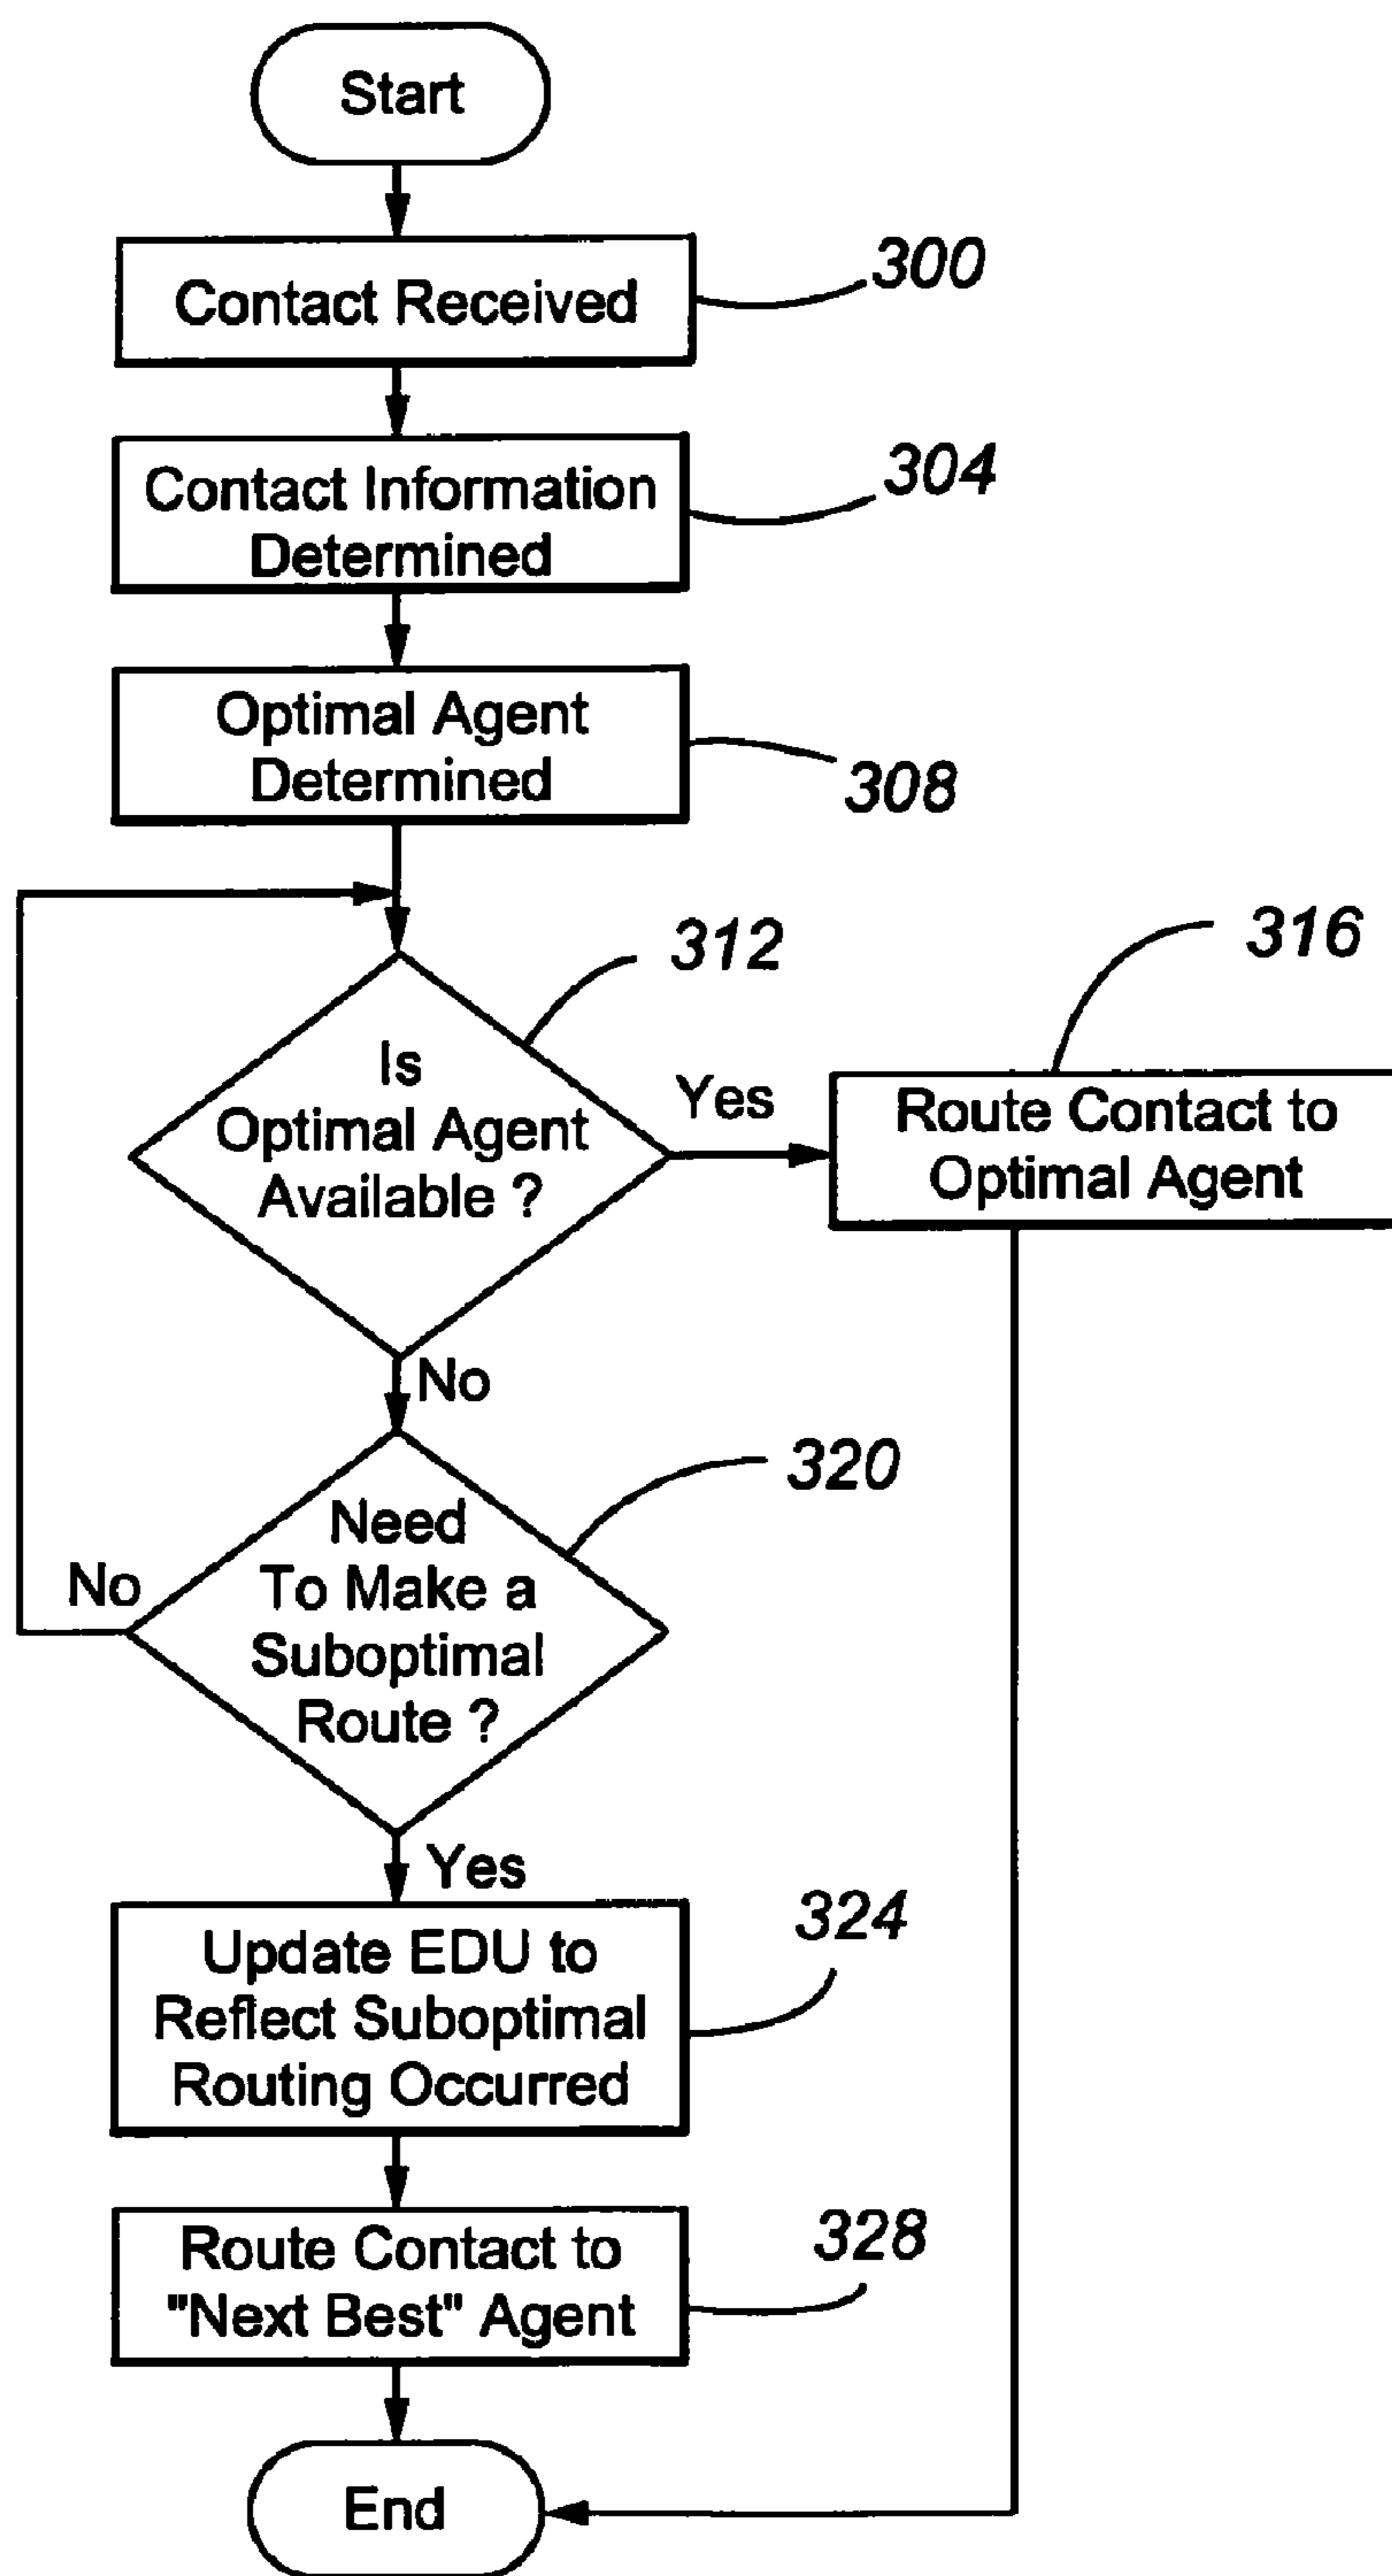 Start
Contact Received
300
Contact Information
Determined
304
Optimal Agent
Determined
308
312
Is
Optimal Agent
Available ?
Yes
316
Route Contact to
Optimal Agent
No
320
Need
To Make a
Suboptimal
Route ?
No
Yes
324
Update EDU to
Reflect Suboptimal
Routing Occurred
328
Route Contact to
"Next Best" Agent
End